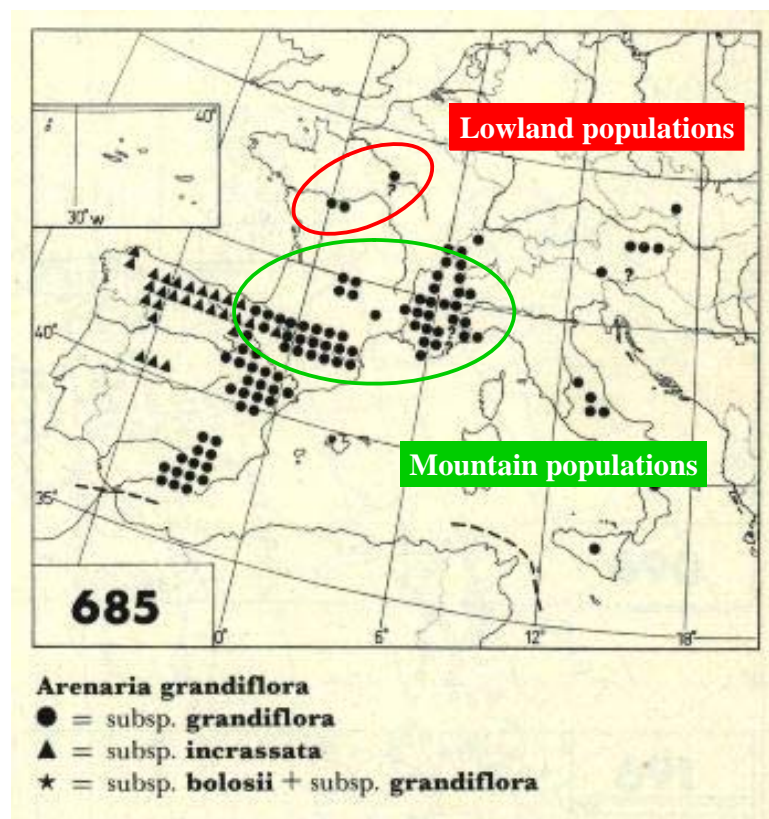 40°
30° W
Lowland populations
?
?
40°
?
?
Mountain populations
35°
685
0°
6°
12°
18°
Arenaria grandiflora
● = subsp. grandiflora
▲ = subsp. incrassata
★ = subsp. bolosii + subsp. grandiflora